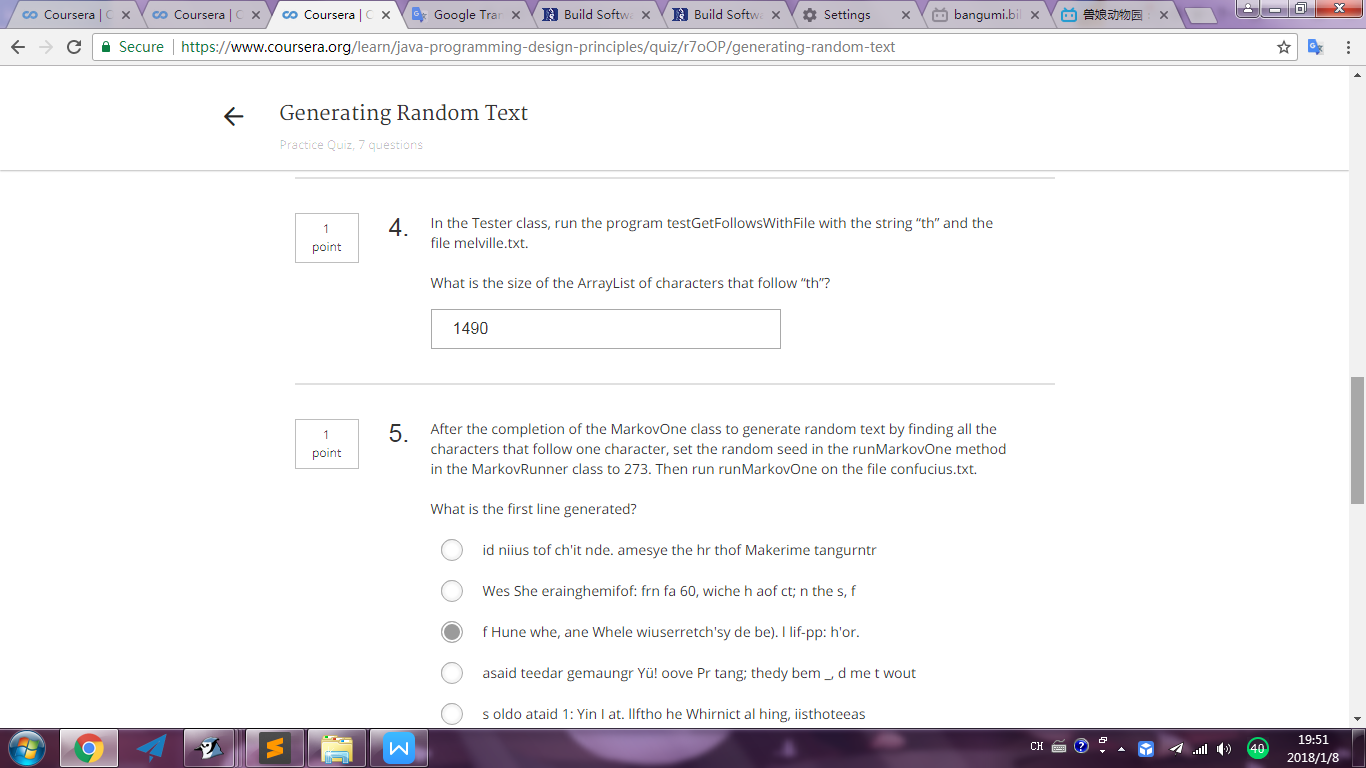 Coursera | C
Coursera | C
Coursera | C
Google Tran
Build Softwa
Build Softwa
Settings
bangumi.bil
兽娘动物园
Secure
https://www.coursera.org/learn/java-programming-design-principles/quiz/r7oOP/generating-random-text
Generating Random Text
Practice Quiz, 7 questions
1
point
4.
In the Tester class, run the program testGetFollowsWithFile with the string “th” and the
file melville.txt.
What is the size of the ArrayList of characters that follow “th”?
1490
1
point
5.
After the completion of the MarkovOne class to generate random text by finding all the
characters that follow one character, set the random seed in the runMarkovOne method
in the MarkovRunner class to 273. Then run runMarkovOne on the file confucius.txt.
What is the first line generated?
id niius tof ch'it nde. amesye the hr thof Makerime tangurntr
Wes She erainghemifof: frn fa 60, wiche h aof ct; n the s, f
f Hune whe, ane Whele wiuserretch'sy de be). l lif-pp: h'or.
asaid teedar gemaungr Yü! oove Pr tang; thedy bem _, d me t wout
s oldo ataid 1: Yin I at. llftho he Whirnict al hing, iisthoteeas
CH
40
19:51
2018/1/8